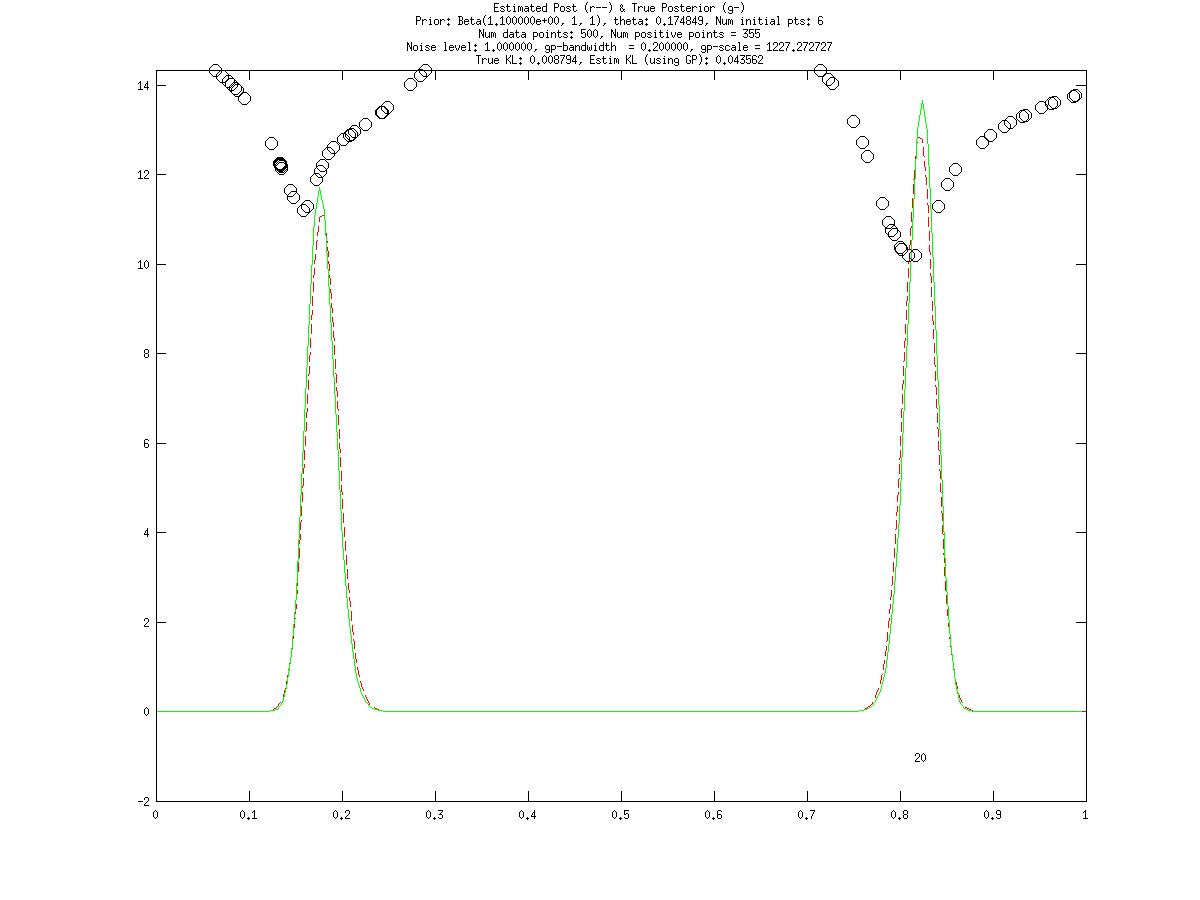 Estimated Post (r--) & True Posterior (g-)
Prior: Beta(1.100000e+00, 1, 1), theta: 0.174849, Num initial pts: 6
Num data points: 500, Num positive points = 355
Noise level: 1.000000, gp-bandwidth  = 0.200000, gp-scale = 1227.272727
True KL: 0.008794, Estim KL (using GP): 0.043562
14
12
10
8
6
4
2
0
20
-2
0 0.1 0.2 0.3 0.4 0.5 0.6 0.7 0.8 0.9 1